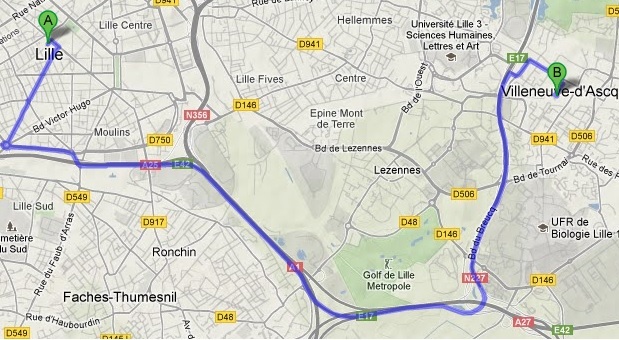 Rue Na
A
Lille
Lille Centre
Rue de
D941
Hellemmes
D941
Université Lille 3 -
Sciences Humaines,
Lettres et Art
E17
B
Villeneuve-d'Ascq
Lille Fives
Centre
Bd de l'Ouest
D146
Epine Mont
de Terre
N356
Bd Victor Hugo
Moulins
D750
Bd de Lezennes
D941
D506
Rue des
A25
E42
Lezennes
D506
Bd de Tournai
D549
Lille Sud
D917
D48
D146
UFR de
Biologie Lille 1
metière
du Sud
Rue du Faub. d'Arras
Ronchin
Bd du Breucq
A1
Golf de Lille
Metropole
N227
D146
Faches-Thumesnil
E17
A27
E42
D549
Rue d'Haubourdin
D145
D48
Av. d